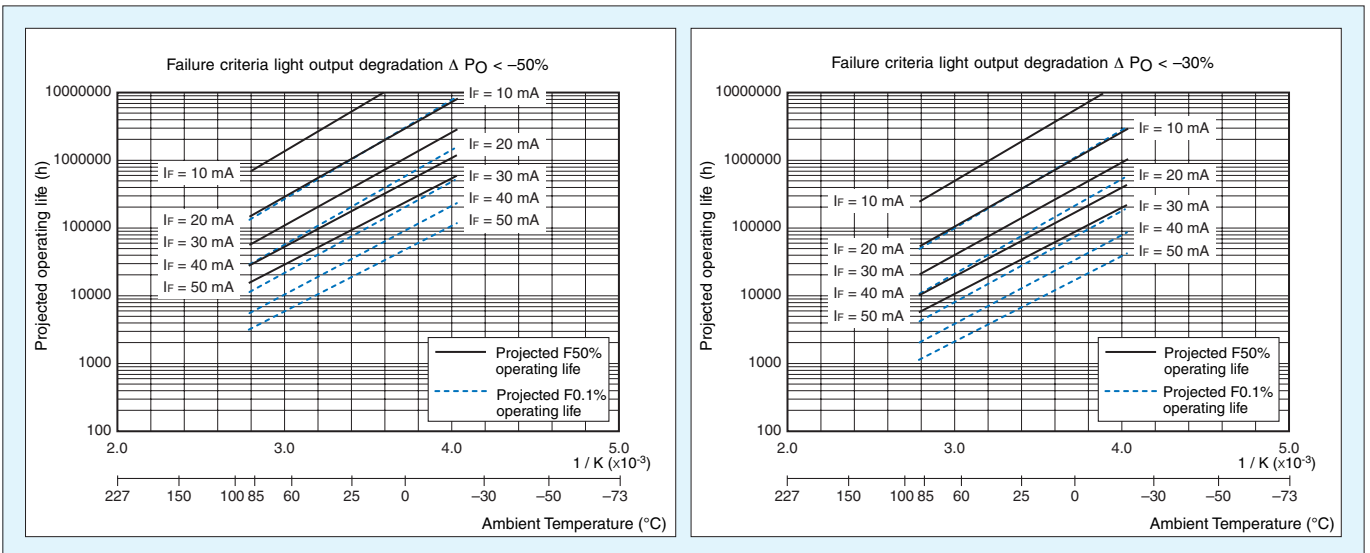 Failure criteria light output degradation Δ PO < –50%
Projected operating life (h)
10000000
1000000
100000
10000
1000
100
IF = 10 mA
IF = 20 mA
IF = 30 mA
IF = 40 mA
IF = 50 mA
IF = 10 mA
IF = 20 mA
IF = 30 mA
IF = 40 mA
IF = 50 mA
Projected F50%
operating life
Projected F0.1%
operating life
2.0 3.0 4.0 5.0
1 / K (x10-3)
227 150 100 85 60 25 0 –30 –50 –73
Ambient Temperature (°C)
Failure criteria light output degradation Δ PO < –30%
Projected operating life (h)
10000000
1000000
100000
10000
1000
100
IF = 10 mA
IF = 20 mA
IF = 30 mA
IF = 40 mA
IF = 50 mA
IF = 10 mA
IF = 20 mA
IF = 30 mA
IF = 40 mA
IF = 50 mA
Projected F50%
operating life
Projected F0.1%
operating life
2.0 3.0 4.0 5.0
1 / K (x10-3)
227 150 100 85 60 25 0 –30 –50 –73
Ambient Temperature (°C)